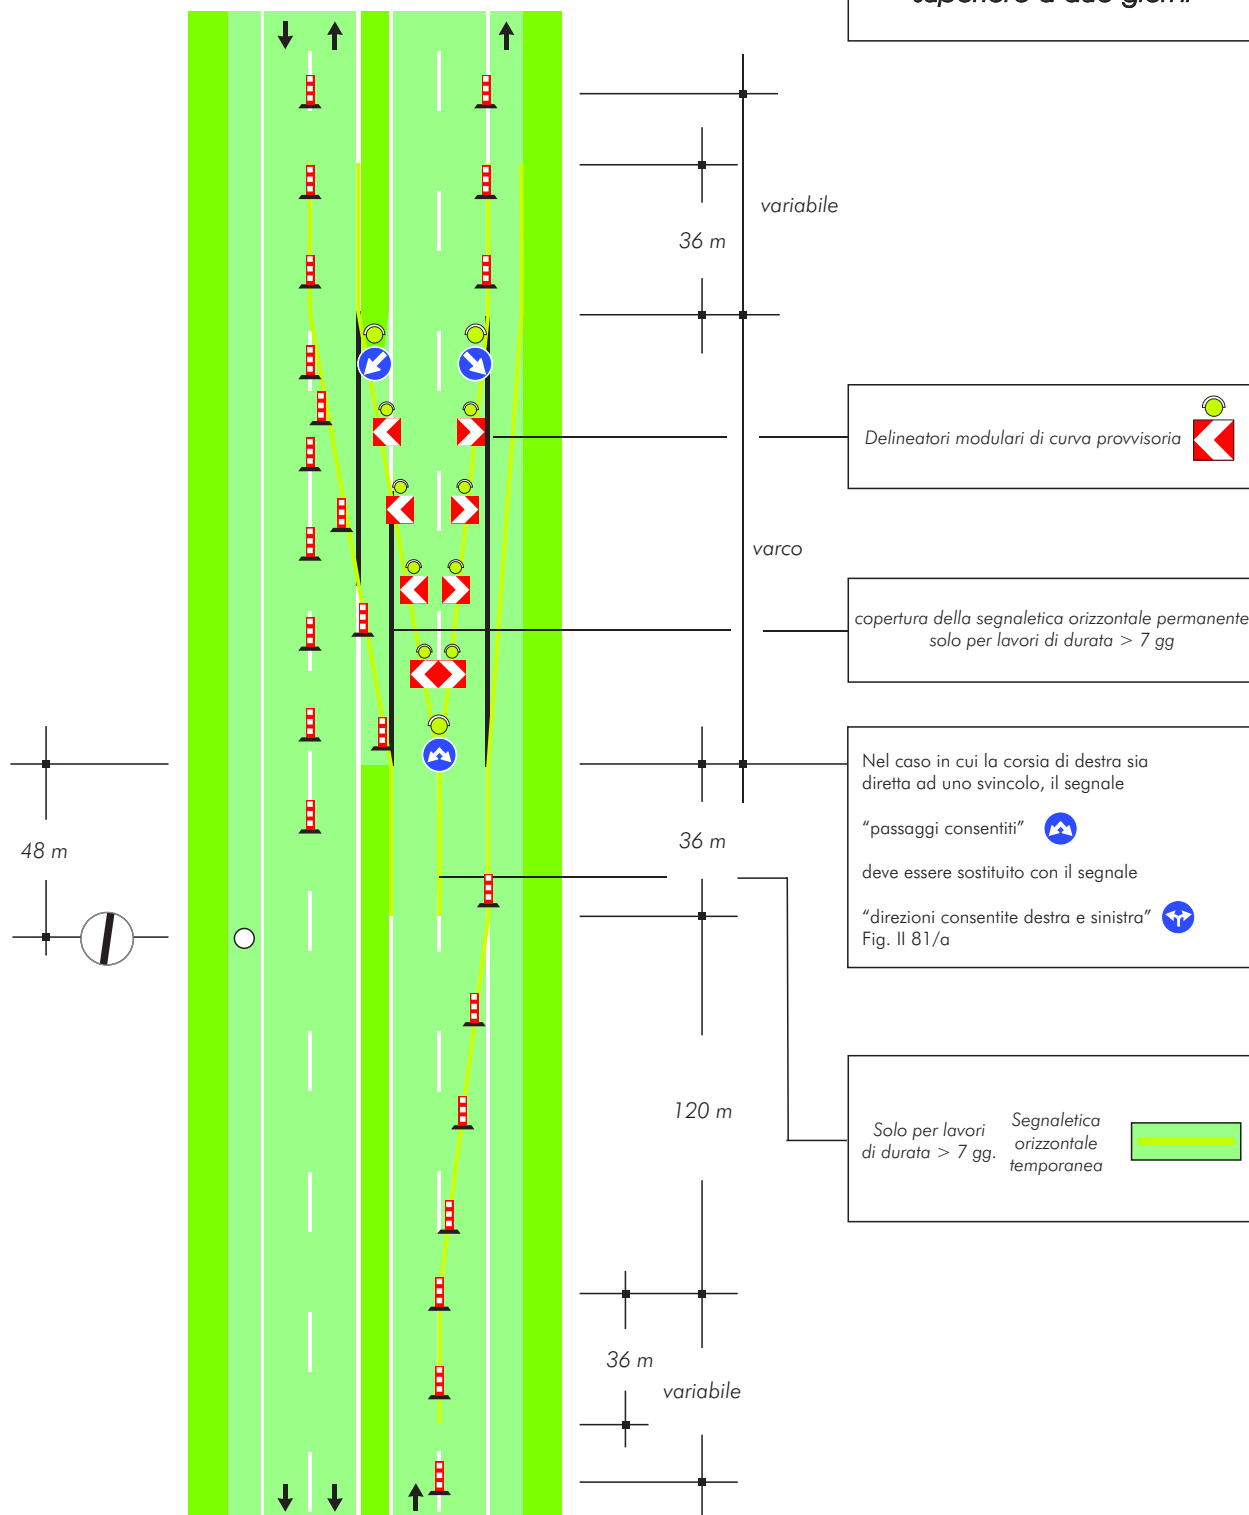 superiore a due giorni
variabile
36 m
Delineatori modulari di curva provvisoria
varco
copertura della segnaletica orizzontale permanente
solo per lavori di durata > 7 gg
Nel caso in cui la corsia di destra sia
diretta ad uno svincolo, il segnale
“passaggi consentiti”
deve essere sostituito con il segnale
“direzioni consentite destra e sinistra”
Fig. II 81/a
48 m
36 m
120 m
Solo per lavori
di durata > 7 gg.
Segnaletica
orizzontale
temporanea
36 m
variabile